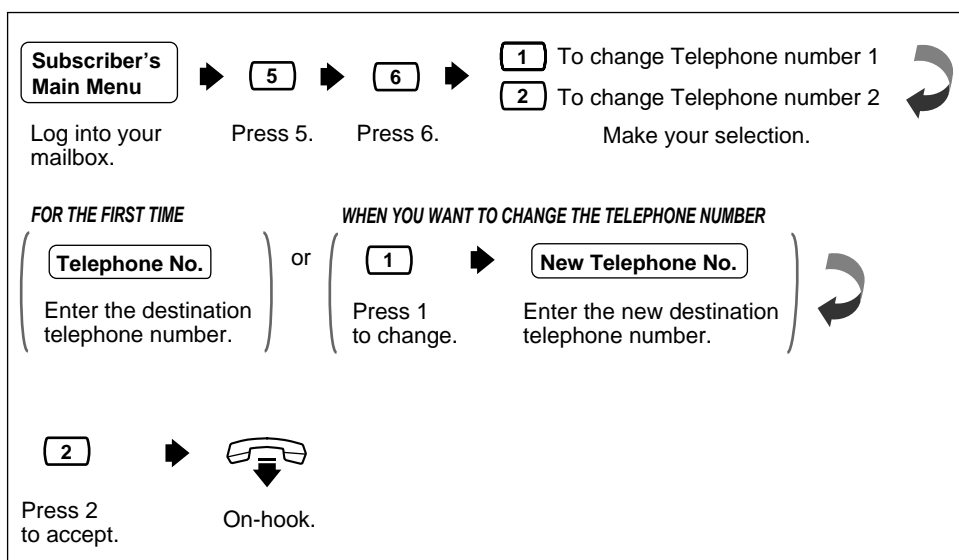 Subscriber's
Main Menu
5
6
1 To change Telephone number 1
2 To change Telephone number 2
Log into your
mailbox.
Press 5.
Press 6.
Make your selection.
FOR THE FIRST TIME
Telephone No.
Enter the destination
telephone number.
or
WHEN YOU WANT TO CHANGE THE TELEPHONE NUMBER
1
Press 1
to change.
New Telephone No.
Enter the new destination
telephone number.
2
Press 2
to accept.
On-hook.